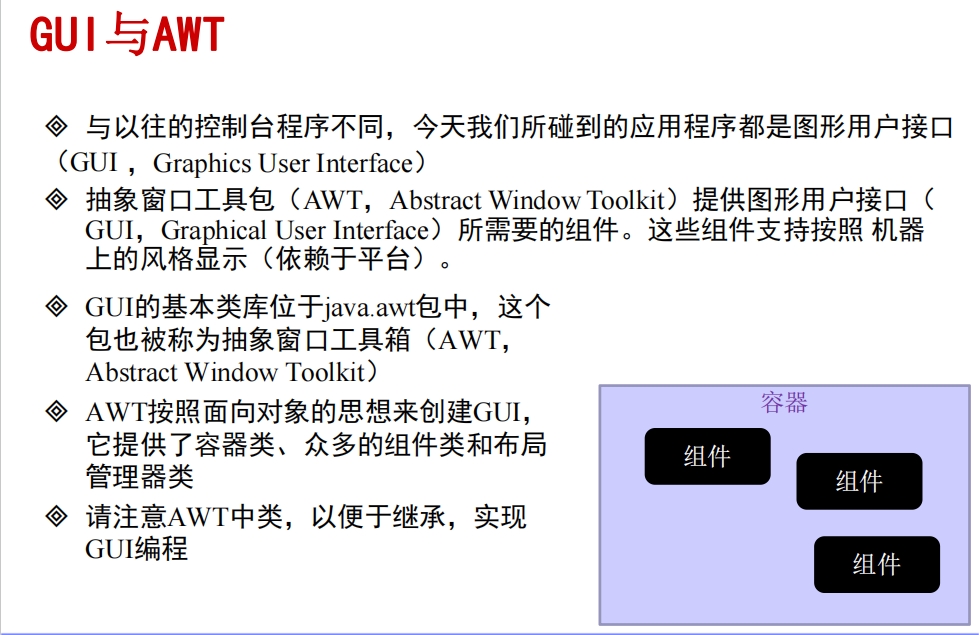 GUI与AWT
与以往的控制台程序不同，今天我们所碰到的应用程序都是图形用户接口
（GUI ，Graphics User Interface）
抽象窗口工具包（AWT，Abstract Window Toolkit）提供图形用户接口（
GUI，Graphical User Interface）所需要的组件。这些组件支持按照 机器
上的风格显示（依赖于平台）。
GUI的基本类库位于java.awt包中，这个
包也被称为抽象窗口工具箱（AWT，
Abstract Window Toolkit）
AWT按照面向对象的思想来创建GUI，
它提供了容器类、众多的组件类和布局
管理器类
请注意AWT中类，以便于继承，实现
GUI编程
容器
组件
组件
组件